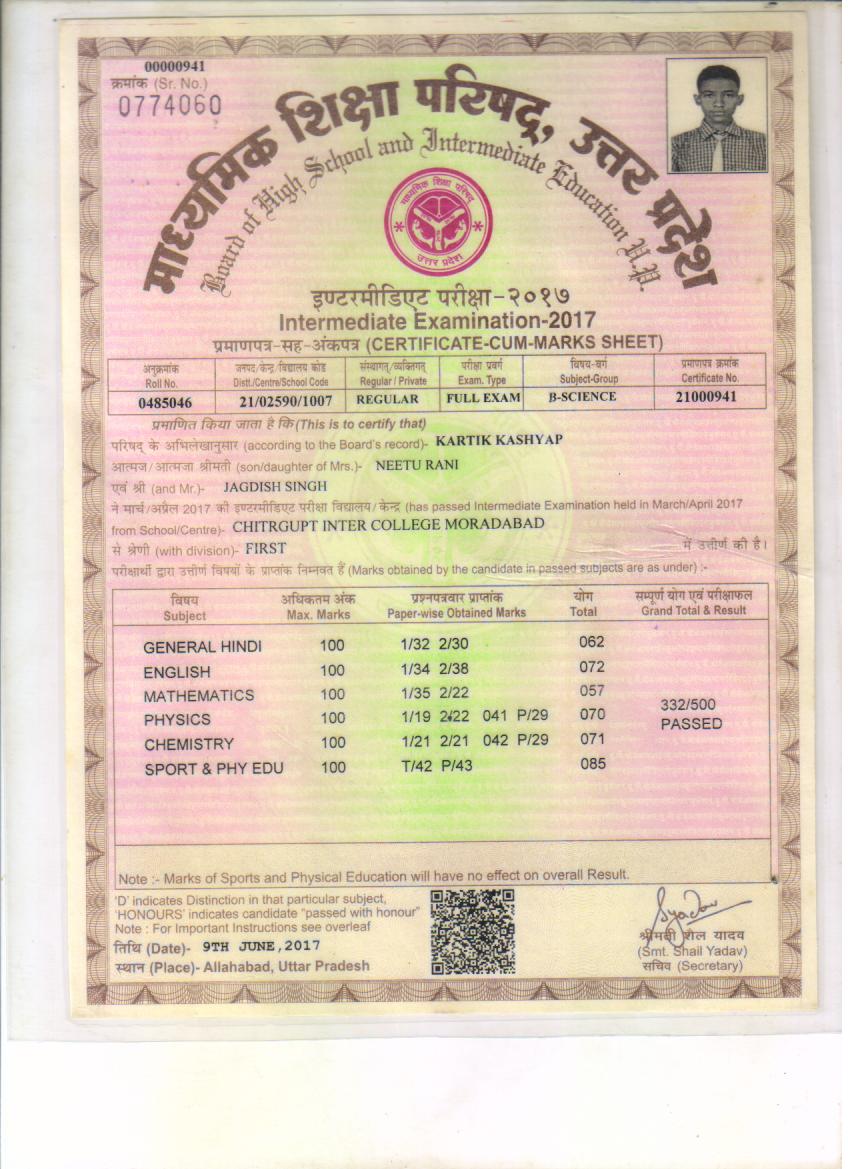 00000941
क्रमांक (Sr. No.)
0774060
माध्यमिक शिक्षा परिषद्, उत्तर प्रदेश
Board of High School and Intermediate Education U.P.
माध्यमिक शिक्षा परिषद्
उत्तर प्रदेश
इण्टरमीडिएट परीक्षा-२०१७
Intermediate Examination-2017
प्रमाणपत्र-सह-अंकपत्र (CERTIFICATE-CUM-MARKS SHEET)
अनुक्रमांक जनपद/केन्द्र/विद्यालय कोड संस्थागत्/व्यक्तिगत् परीक्षा प्रवर्ग विषय-वर्ग प्रमाणपत्र क्रमांक
Roll No. Distt./Centre/School Code Regular / Private Exam. Type Subject-Group Certificate No.
0485046 21/02590/1007 REGULAR FULL EXAM B-SCIENCE 21000941
प्रमाणित किया जाता है कि (This is to certify that)
परिषद् के अभिलेखानुसार (according to the Board's record)- KARTIK KASHYAP
आत्मज/आत्मजा श्रीमती (son/daughter of Mrs.)- NEETU RANI
एवं श्री (and Mr.)- JAGDISH SINGH
ने मार्च/अप्रैल 2017 की इण्टरमीडिएट परीक्षा विद्यालय/केन्द्र (has passed Intermediate Examination held in March/April 2017
from School/Centre)- CHITRGUPT INTER COLLEGE MORADABAD
से श्रेणी (with division)- FIRST में उत्तीर्ण की है।
परीक्षार्थी द्वारा उत्तीर्ण विषयों के प्राप्तांक निम्नवत हैं (Marks obtained by the candidate in passed subjects are as under) :-
विषय अधिकतम अंक प्रश्नपत्रवार प्राप्तांक योग सम्पूर्ण योग एवं परीक्षाफल
Subject Max. Marks Paper-wise Obtained Marks Total Grand Total & Result
GENERAL HINDI 100 1/32 2/30 062
ENGLISH 100 1/34 2/38 072
MATHEMATICS 100 1/35 2/22 057
332/500
PHYSICS 100 1/19 2/22 041 P/29 070
PASSED
CHEMISTRY 100 1/21 2/21 042 P/29 071
SPORT & PHY EDU 100 T/42 P/43 085
Note :- Marks of Sports and Physical Education will have no effect on overall Result.
'D' indicates Distinction in that particular subject,
'HONOURS' indicates candidate "passed with honour"
Note : For Important Instructions see overleaf
तिथि (Date)- 9TH JUNE,2017
स्थान (Place)- Allahabad, Uttar Pradesh
श्रीमती शैल यादव
(Smt. Shail Yadav)
सचिव (Secretary)